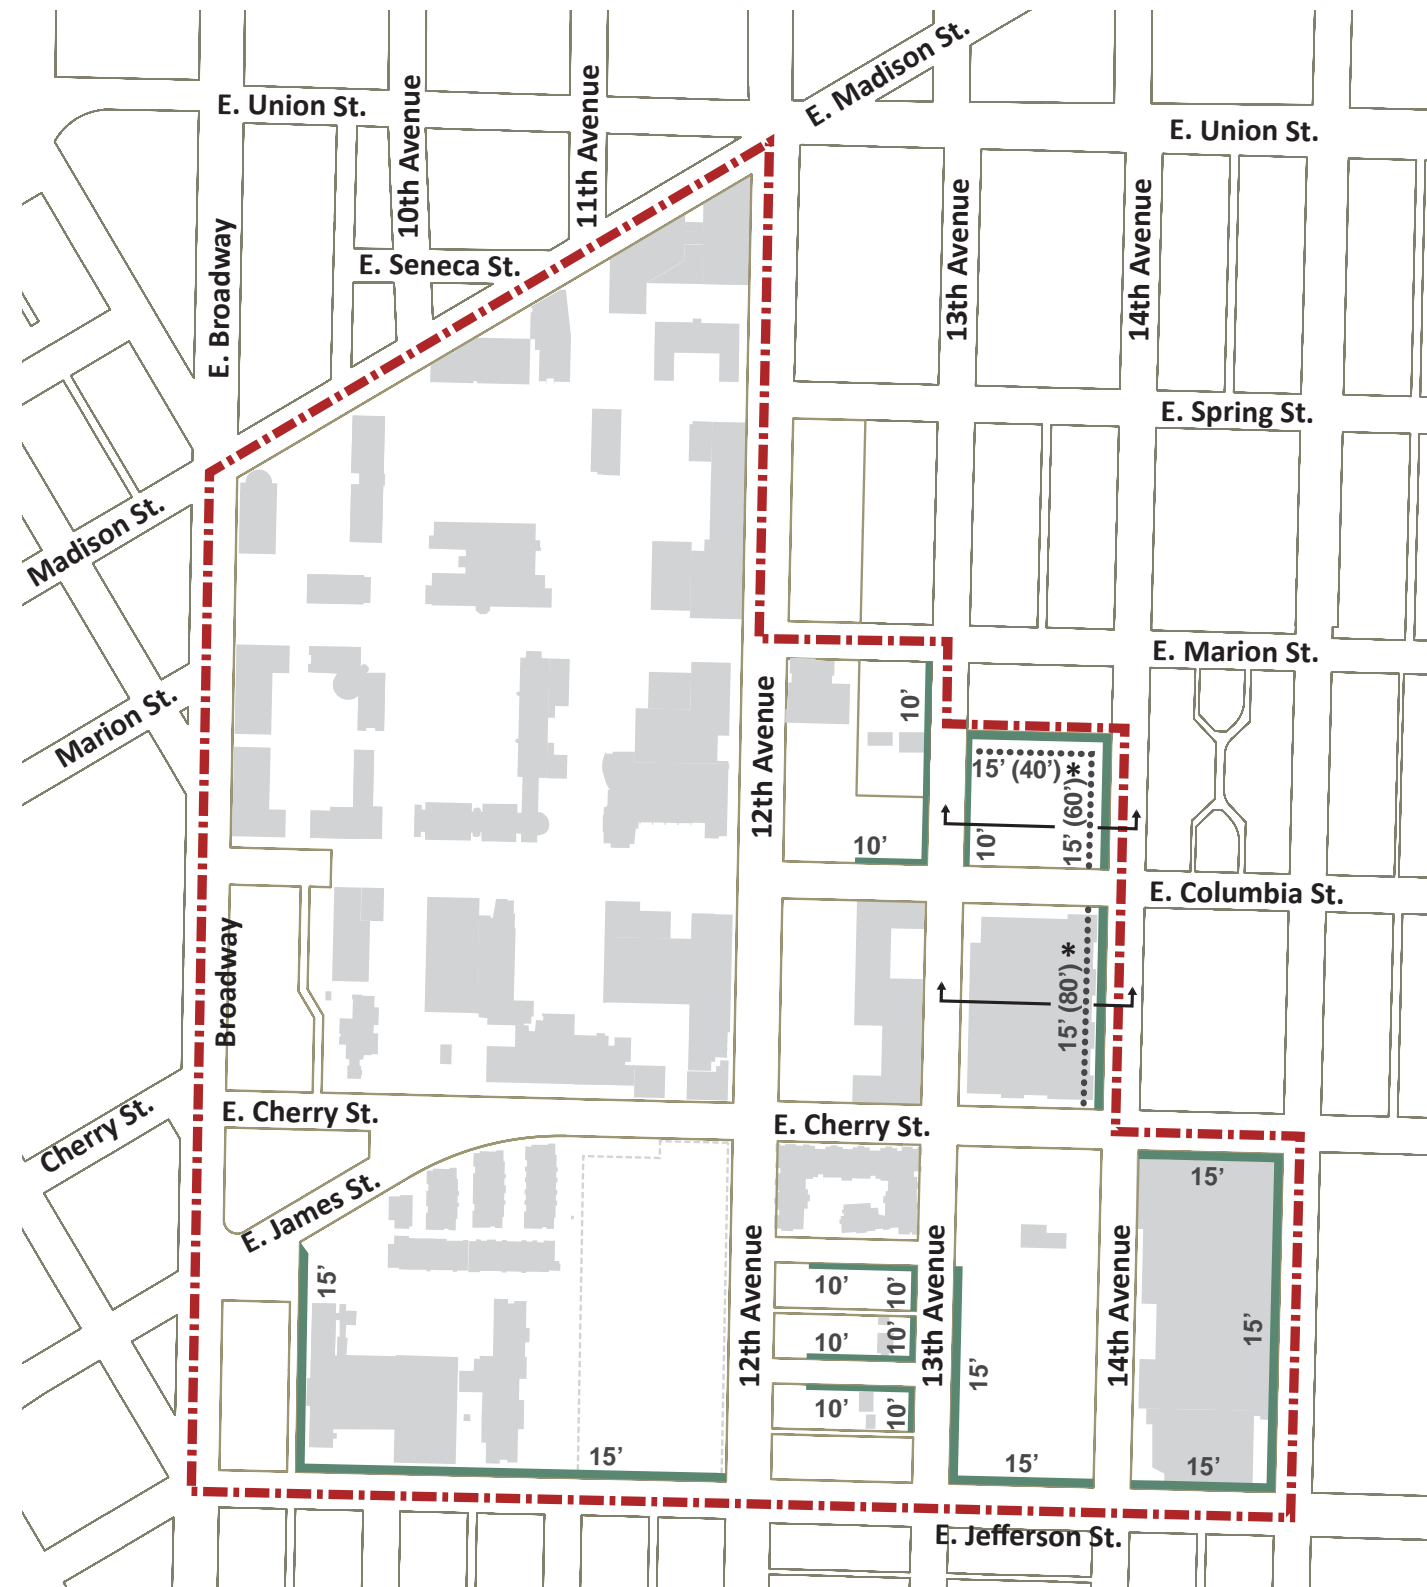 E. Madison St.
E. Union St.
E. Union St.
10th Avenue
11th Avenue
E. Broadway
13th Avenue
14th Avenue
E. Seneca St.
E. Spring St.
Madison St.
E. Marion St.
Marion St.
12th Avenue
10’
10’
15’ (40’)
*
15’ (60’)
10’
E. Columbia St.
Broadway
15’ (80’) *
E. Cherry St.
E. Cherry St.
Cherry St.
E. James St.
15’
15’
12th Avenue
13th Avenue
14th Avenue
10’
10’
10’
10’
10’
10’
15’
15’
15’
15’
15’
E. Jefferson St.